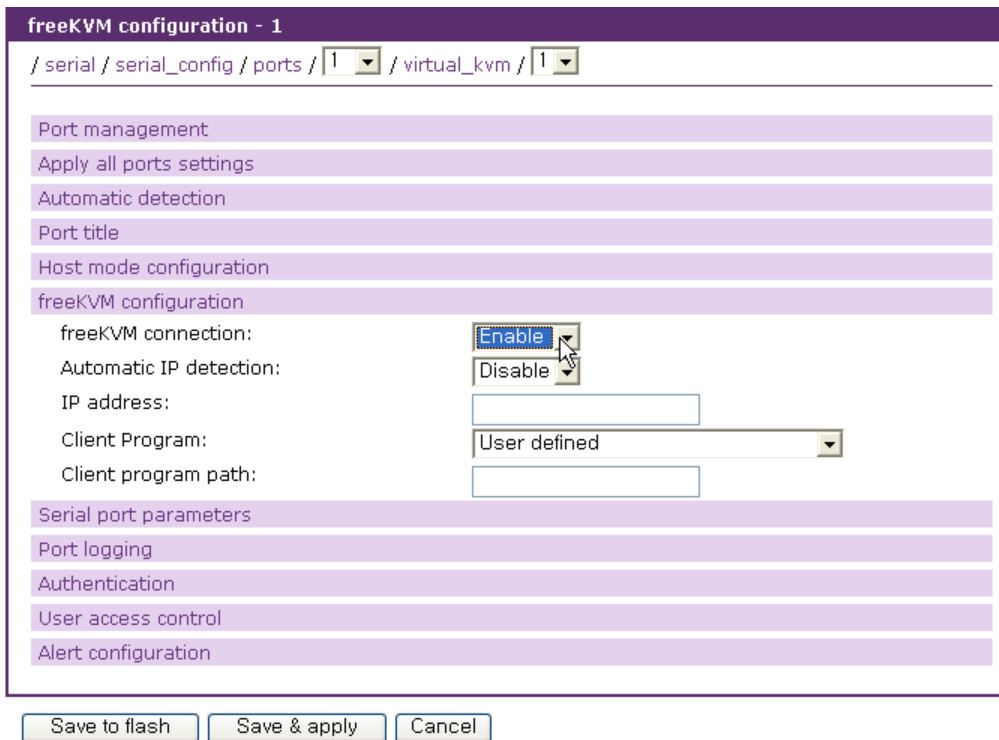 freeKVM configuration - 1
/ serial / serial_config / ports / 1 / virtual_kvm / 1
Port management
Apply all ports settings
Automatic detection
Port title
Host mode configuration
freeKVM configuration
freeKVM connection: Enable
Automatic IP detection: Disable
IP address:
Client Program: User defined
Client program path:
Serial port parameters
Port logging
Authentication
User access control
Alert configuration
Save to flash Save & apply Cancel